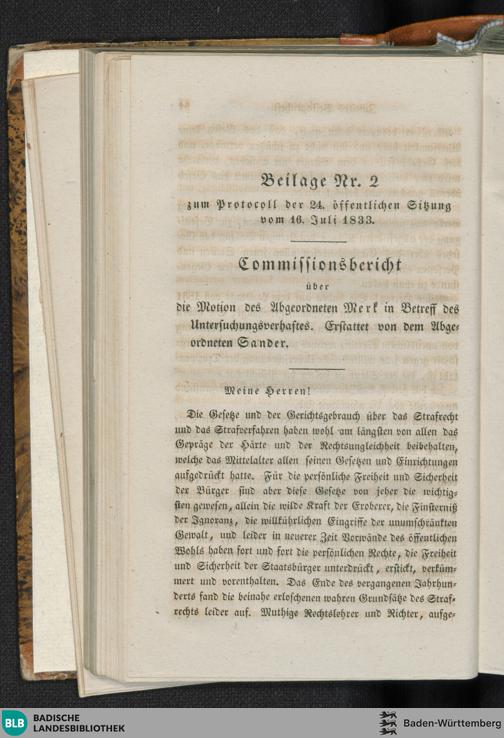 Beilage Nr. 2
zum Protocoll der 24. öffentlichen Sitzung
vom 16. Juli 1833.
Commissionsbericht
über
die Motion des Abgeordneten Merk in Betreff des
Untersuchungsverhaftes. Erstattet von dem Abge-
ordneten Sander.
Meine Herren!
Die Gesetze und der Gerichtsgebrauch über das Strafrecht
und das Strafverfahren haben wohl am längsten von allen das
Gepräge der Härte und der Rechtsungleichheit beibehalten,
welche das Mittelalter allen seinen Gesetzen und Einrichtungen
aufgedrückt hatte. Für die persönliche Freiheit und Sicherheit
der Bürger sind aber diese Gesetze von jeher die wichtig-
sten gewesen, allein die wilde Kraft der Eroberer, die Finsterniß
der Ignoranz, die willkührlichen Eingriffe der unumschränkten
Gewalt, und leider in neuerer Zeit Vorwände des öffentlichen
Wohls haben fort und fort die persönlichen Rechte, die Freiheit
und Sicherheit der Staatsbürger unterdrückt, erstickt, verküm-
mert und vorenthalten. Das Ende des vergangenen Jahrhun-
derts fand die beinahe erloschenen wahren Grundsätze des Straf-
rechts leider auf. Muthige Rechtslehrer und Richter, aufge-
BLB
BADISCHE
LANDESBIBLIOTHEK
Baden-Württemberg